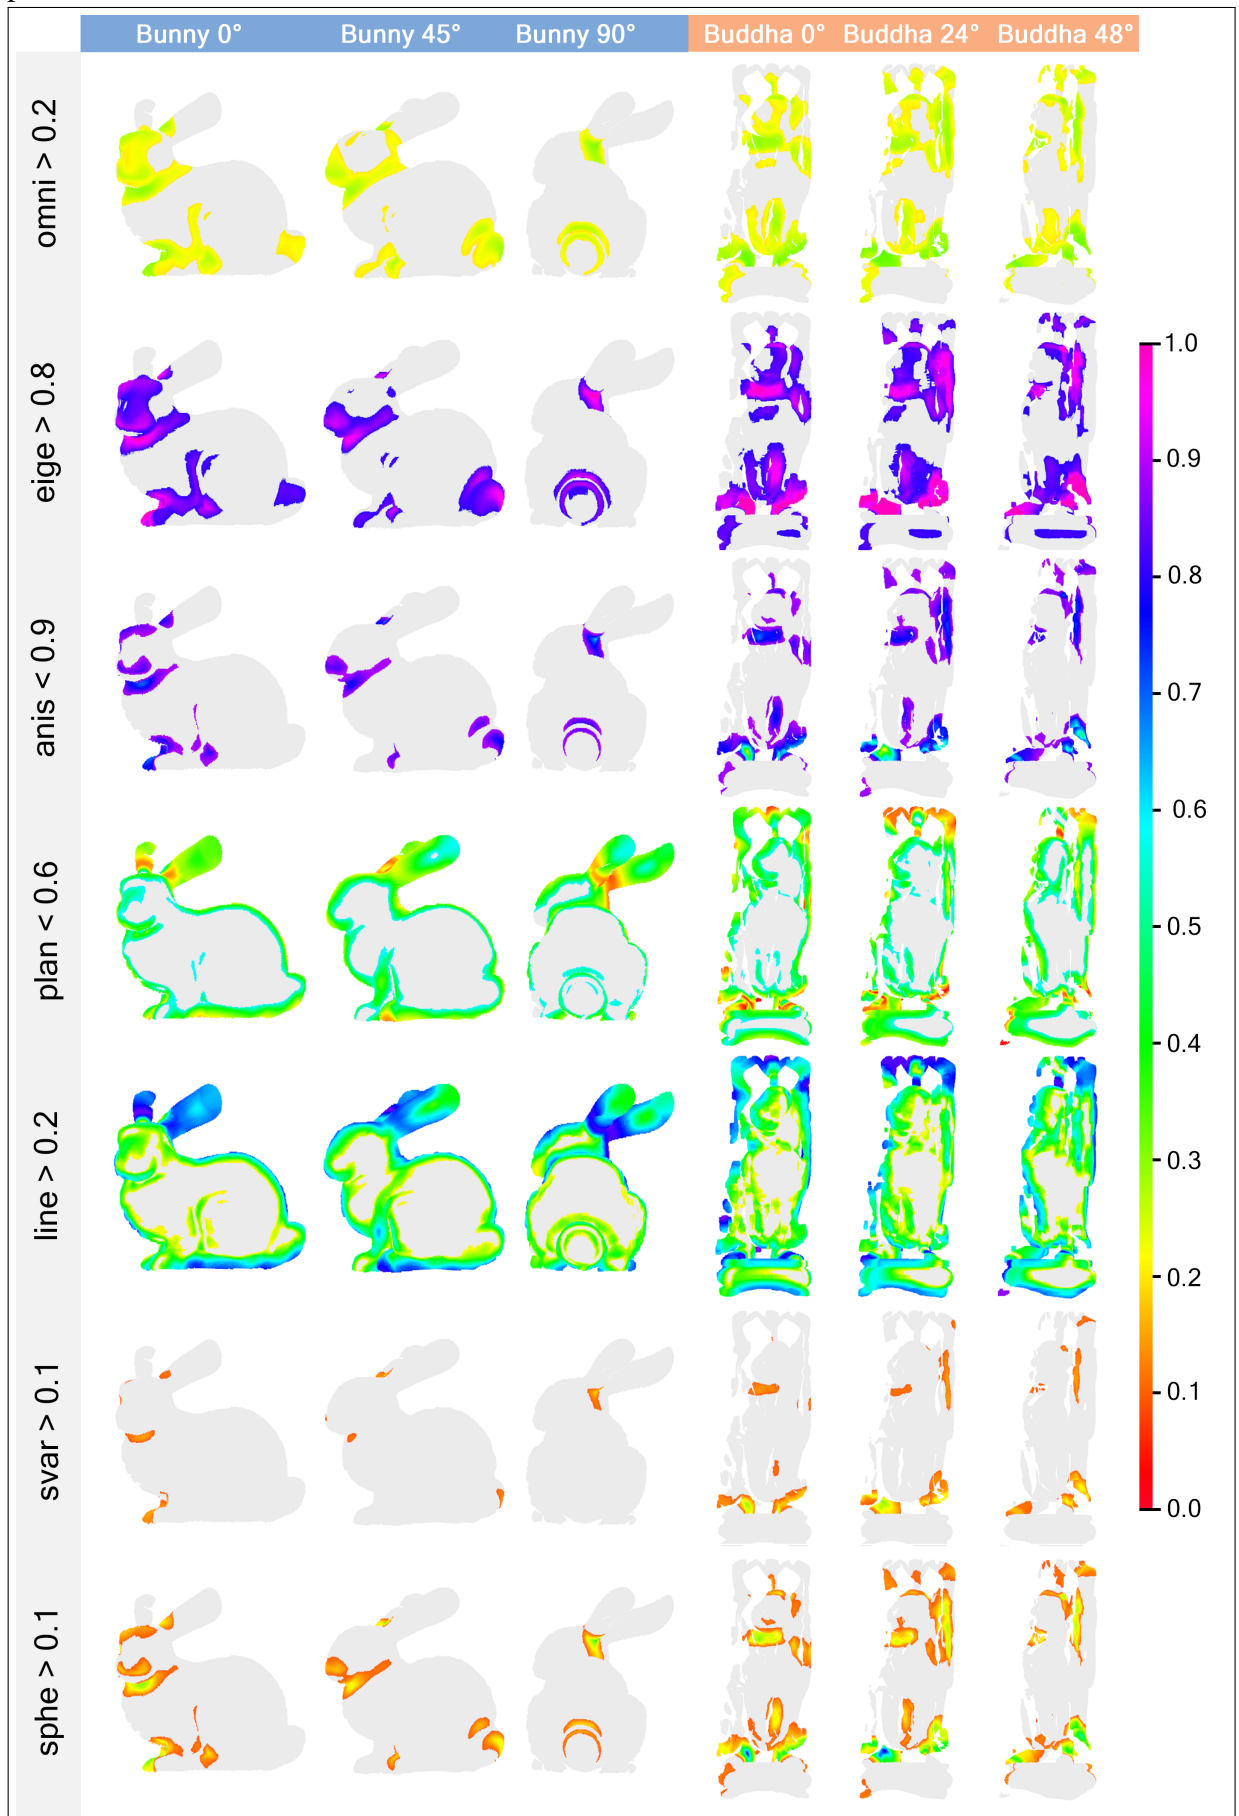 Bunny 0° Bunny 45° Bunny 90° Buddha 0° Buddha 24° Buddha 48°
omni > 0.2
eige > 0.8
anis < 0.9
plan < 0.6
line > 0.2
svar > 0.1
sphe > 0.1
1.0
0.9
0.8
0.7
0.6
0.5
0.4
0.3
0.2
0.1
0.0